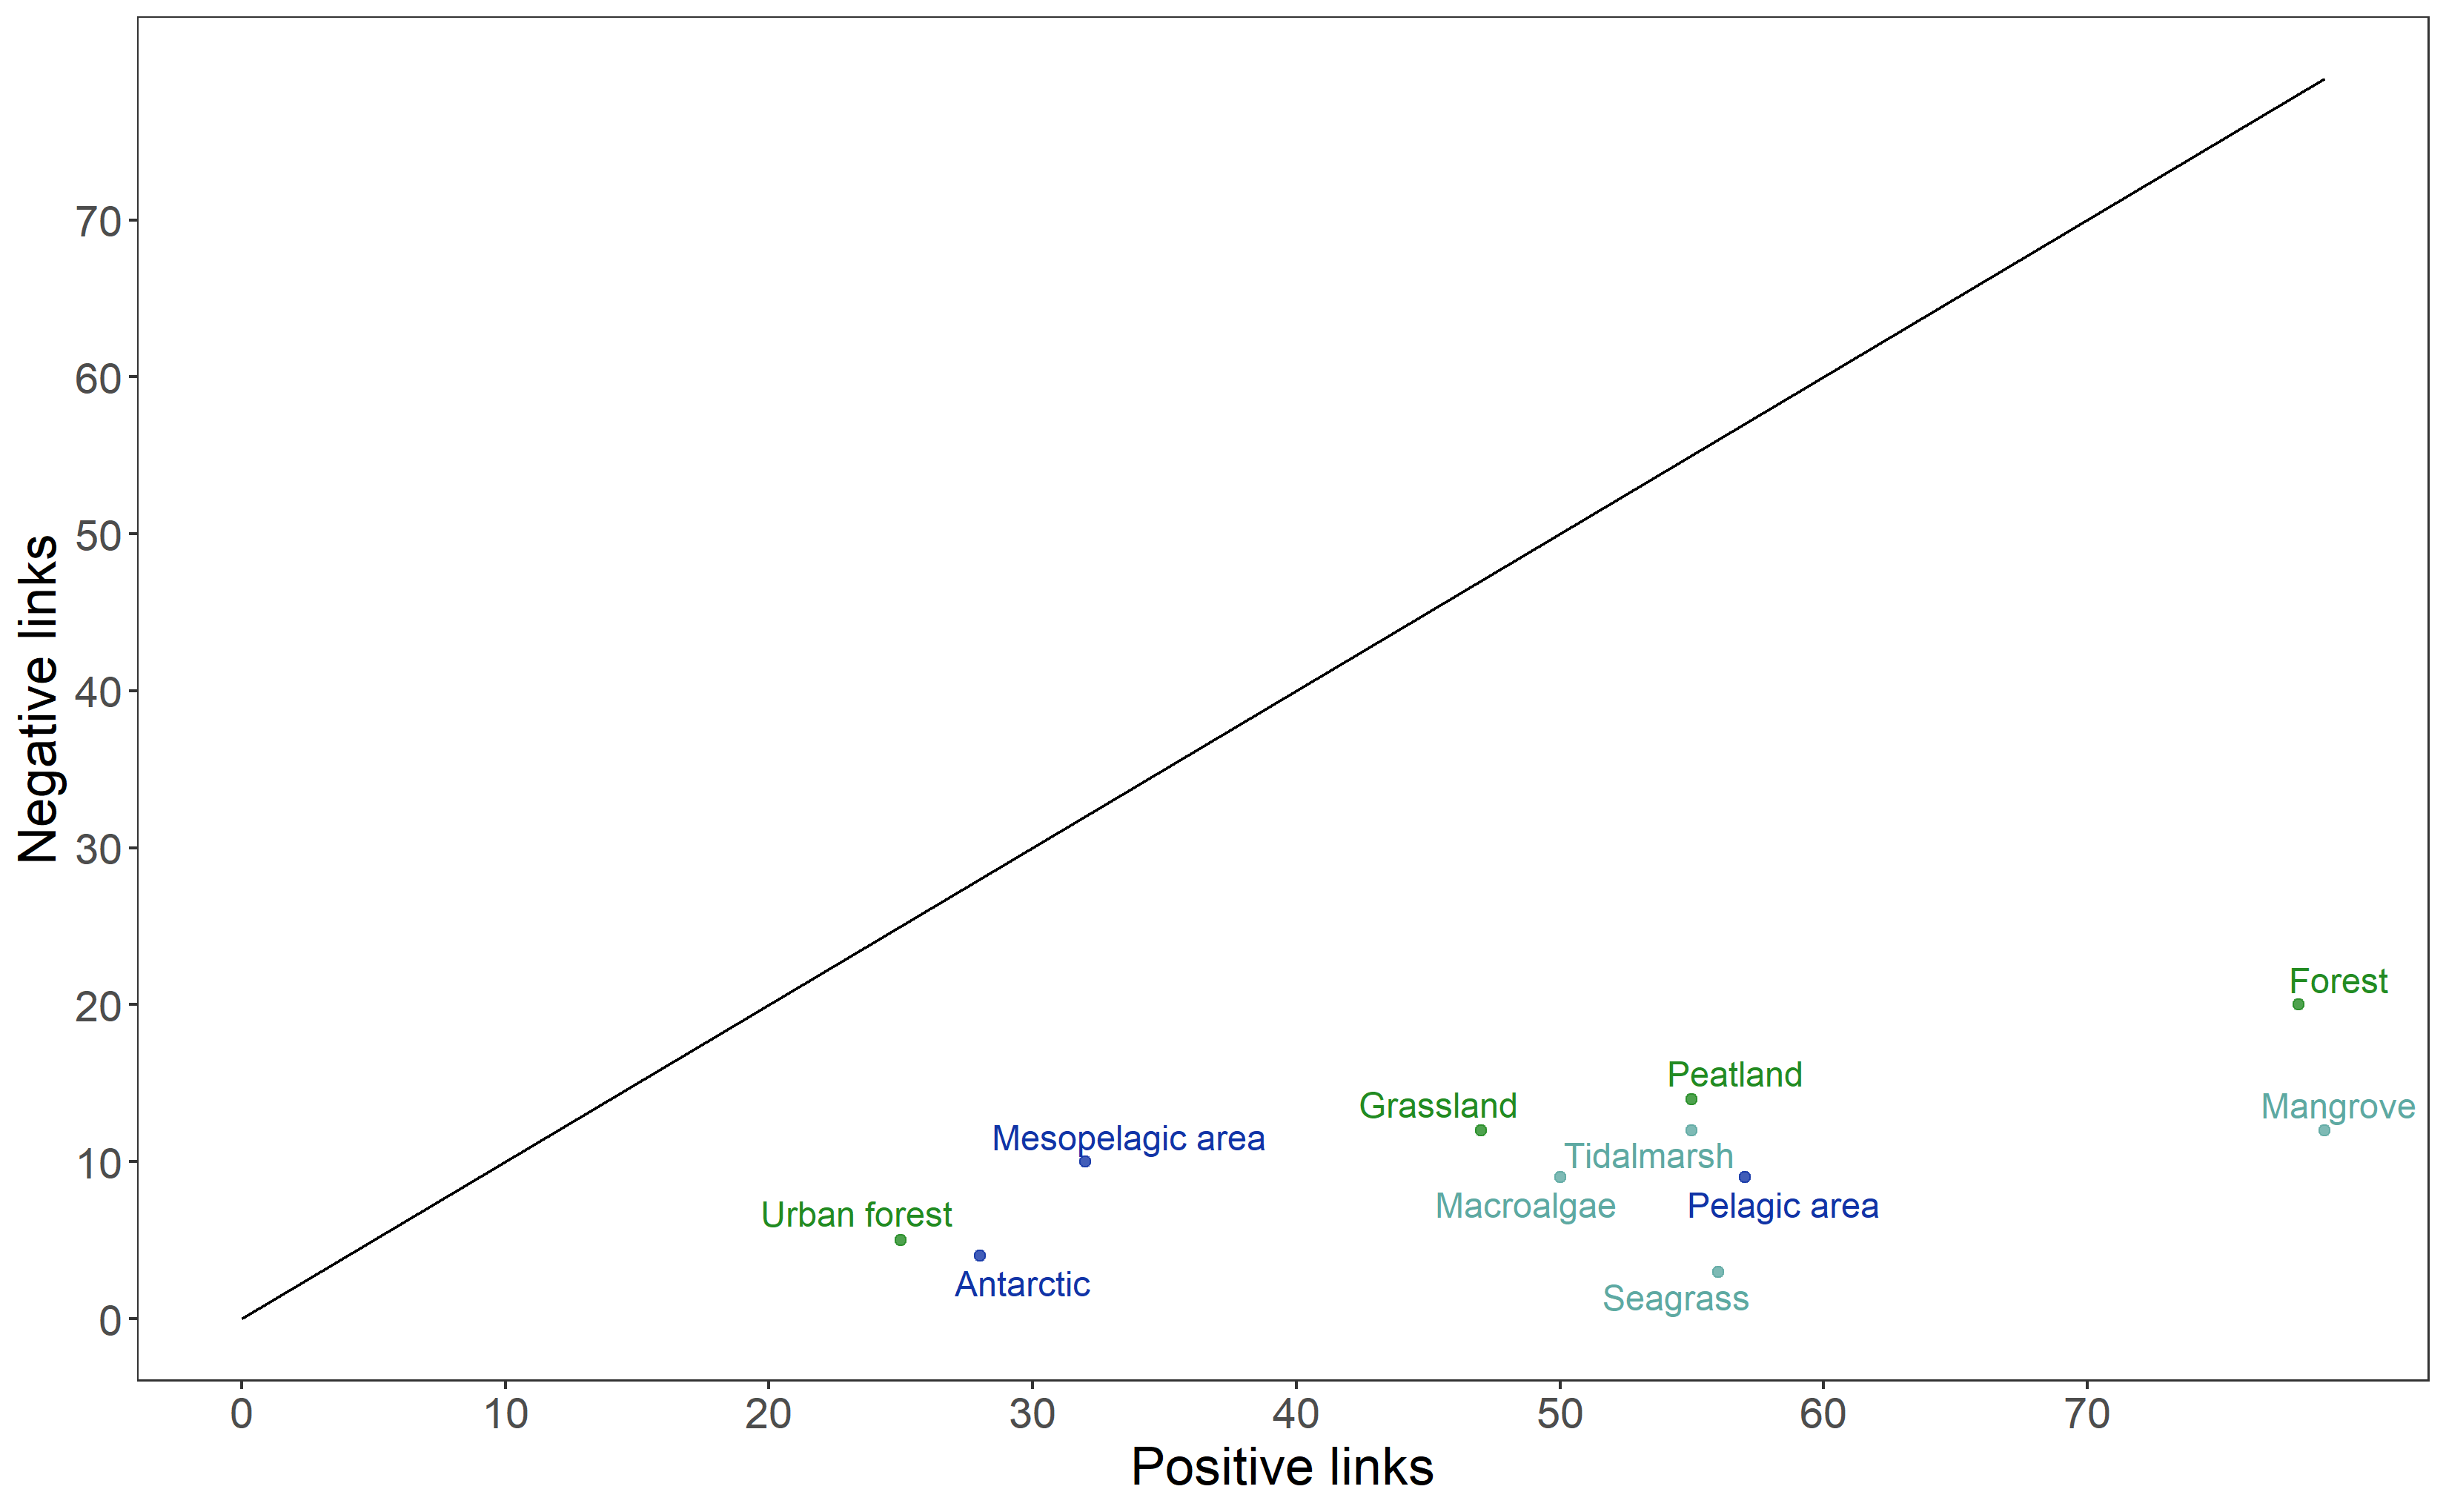 Negative links
70
60
50
40
30
20
10
0
Forest
Peatland
Grassland
Mangrove
Mesopelagic area
Tidalmarsh
Urban forest
Macroalgae
Pelagic area
Antarctic
Seagrass
0 10 20 30 40 50 60 70
Positive links